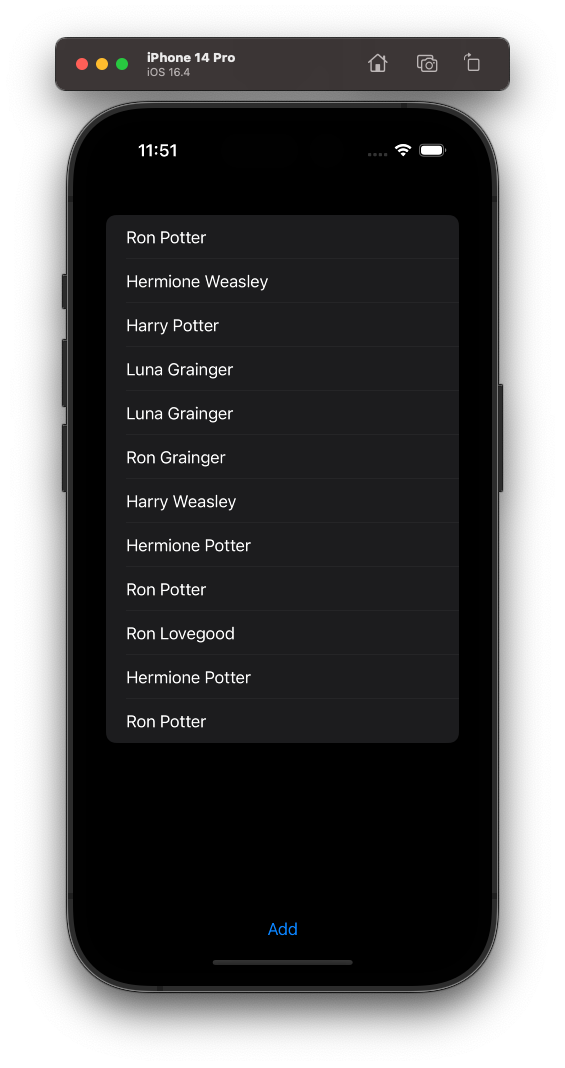 iPhone 14 Pro
iOS 16.4
11:51
Ron Potter
Hermione Weasley
Harry Potter
Luna Grainger
Luna Grainger
Ron Grainger
Harry Weasley
Hermione Potter
Ron Potter
Ron Lovegood
Hermione Potter
Ron Potter
Add